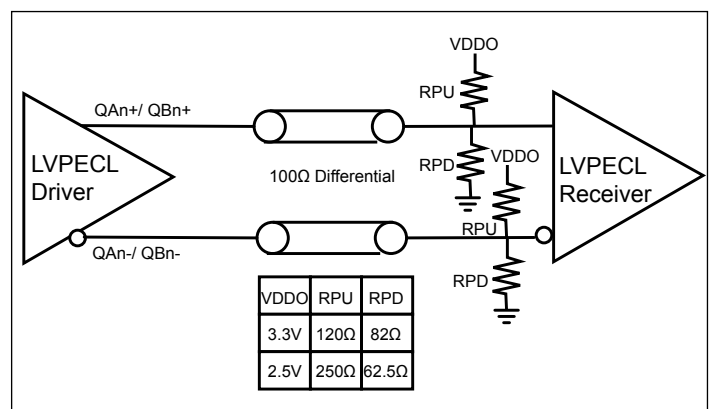 VDDO
QAn+/ QBn+
RPU
LVPECL
Driver
100Ω Differential
RPD
VDDO
LVPECL
Receiver
RPU
QAn-/ QBn-
RPD
VDDO RPU RPD
3.3V 120Ω 82Ω
2.5V 250Ω 62.5Ω